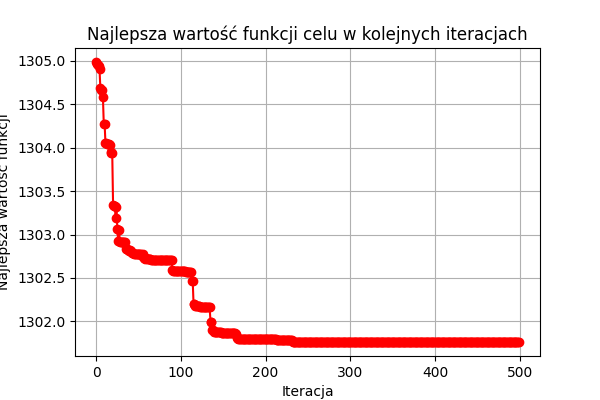 Najlepsza wartość funkcji celu w kolejnych iteracjach
Najlepsza wartość funkcji
1305.0
1304.5
1304.0
1303.5
1303.0
1302.5
1302.0
0 100 200 300 400 500
Iteracja